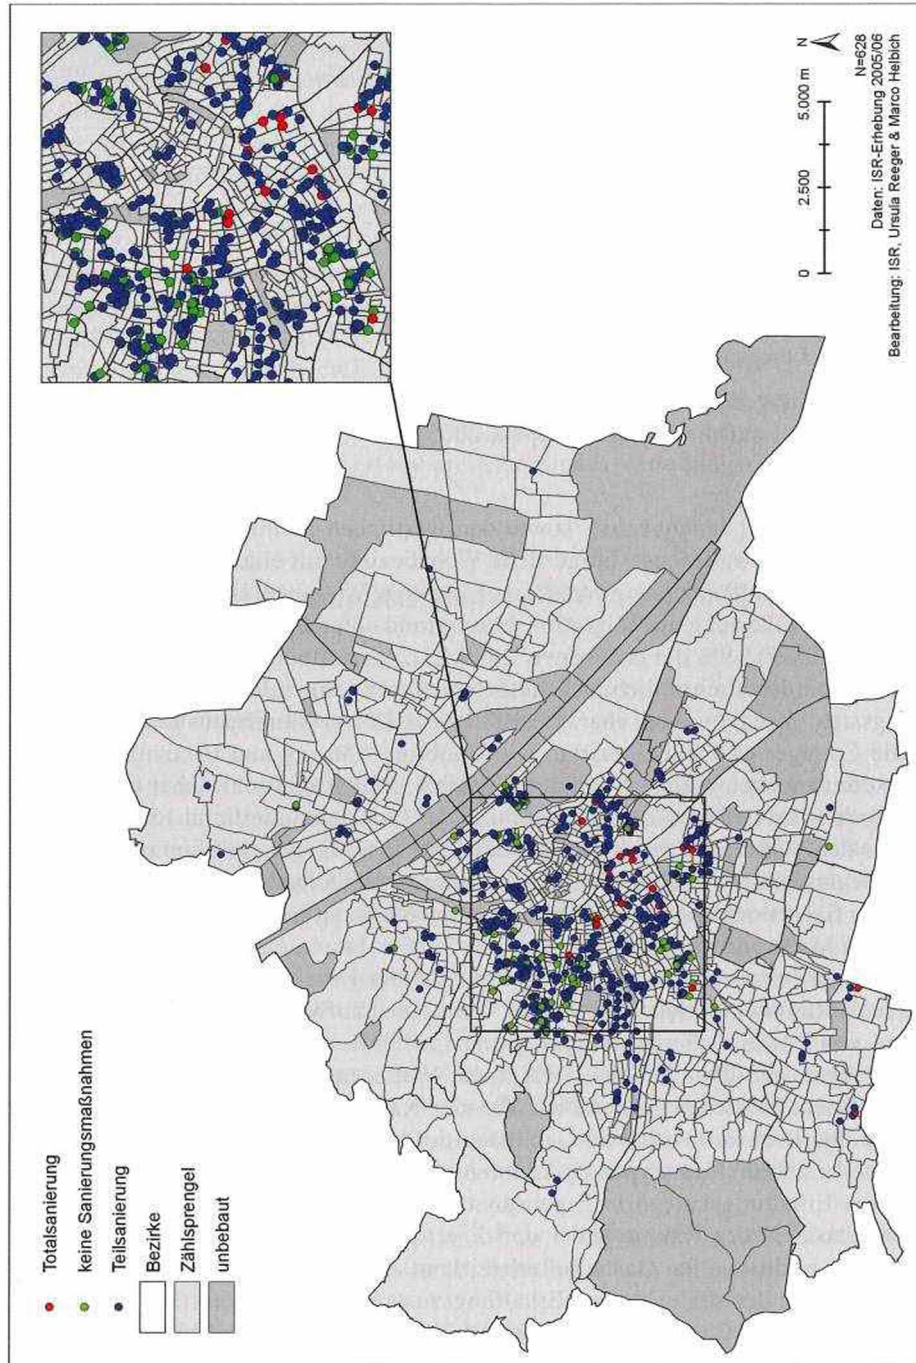 Totalsanierung
keine Sanierungsmaßnahmen
Teilsanierung
Bezirke
Zählsprengel
unbebaut
N
0 2.500 5.000 m
N=628
Daten: ISR-Erhebung 2005/06
Bearbeitung: ISR, Ursula Reeger & Marco Helbich